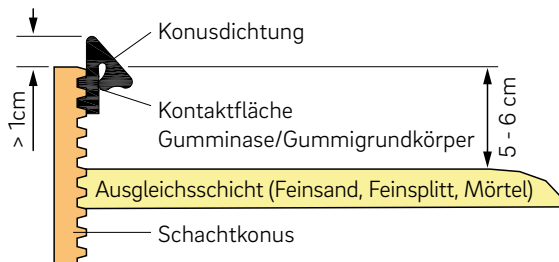 Konusdichtung
> 1cm
Kontaktfläche
Gumminase/Gummigrundkörper
5 - 6 cm
Ausgleichsschicht (Feinsand, Feinsplitt, Mörtel)
Schachtkonus